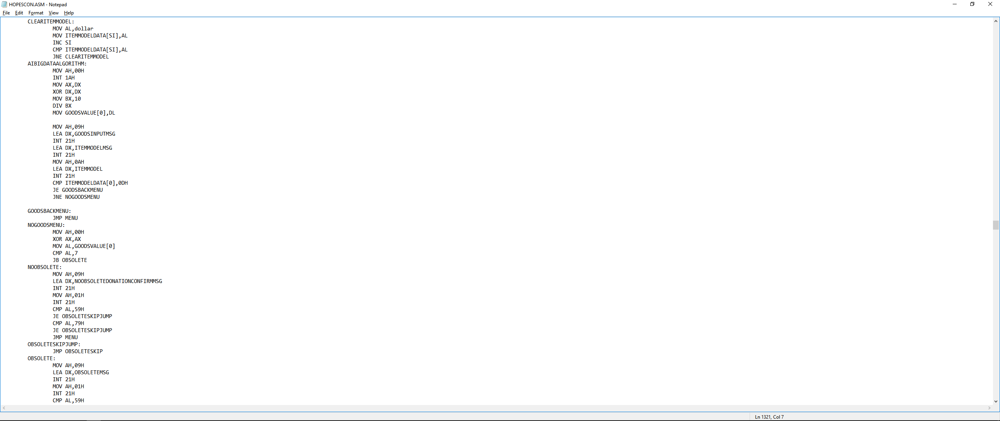 HOPESCON.ASM - Notepad
File Edit Format View Help
CLEARITEMMODEL:
MOV AL,dollar
MOV ITEMMODELDATA[SI],AL
INC SI
CMP ITEMMODELDATA[SI],AL
JNE CLEARITEMMODEL
AIBIGDATAALGORITHM:
MOV AH,00H
INT 1AH
MOV AX,DX
XOR DX,DX
MOV BX,10
DIV BX
MOV GOODSVALUE[0],DL
MOV AH,09H
LEA DX,GOODSINPUTMSG
INT 21H
LEA DX,ITEMMODELMSG
INT 21H
MOV AH,0AH
LEA DX,ITEMMODEL
INT 21H
CMP ITEMMODELDATA[0],0DH
JE GOODSBACKMENU
JNE NOGOODSMENU
GOODSBACKMENU:
JMP MENU
NOGOODSMENU:
MOV AH,00H
XOR AX,AX
MOV AL,GOODSVALUE[0]
CMP AL,7
JB OBSOLETE
NOOBSOLETE:
MOV AH,09H
LEA DX,NOOBSOLETEDONATIONCONFIRMMSG
INT 21H
MOV AH,01H
INT 21H
CMP AL,59H
JE OBSOLETESKIPJUMP
CMP AL,79H
JE OBSOLETESKIPJUMP
JMP MENU
OBSOLETESKIPJUMP:
JMP OBSOLETESKIP
OBSOLETE:
MOV AH,09H
LEA DX,OBSOLETEMSG
INT 21H
MOV AH,01H
INT 21H
CMP AL,59H
Ln 1321, Col 7